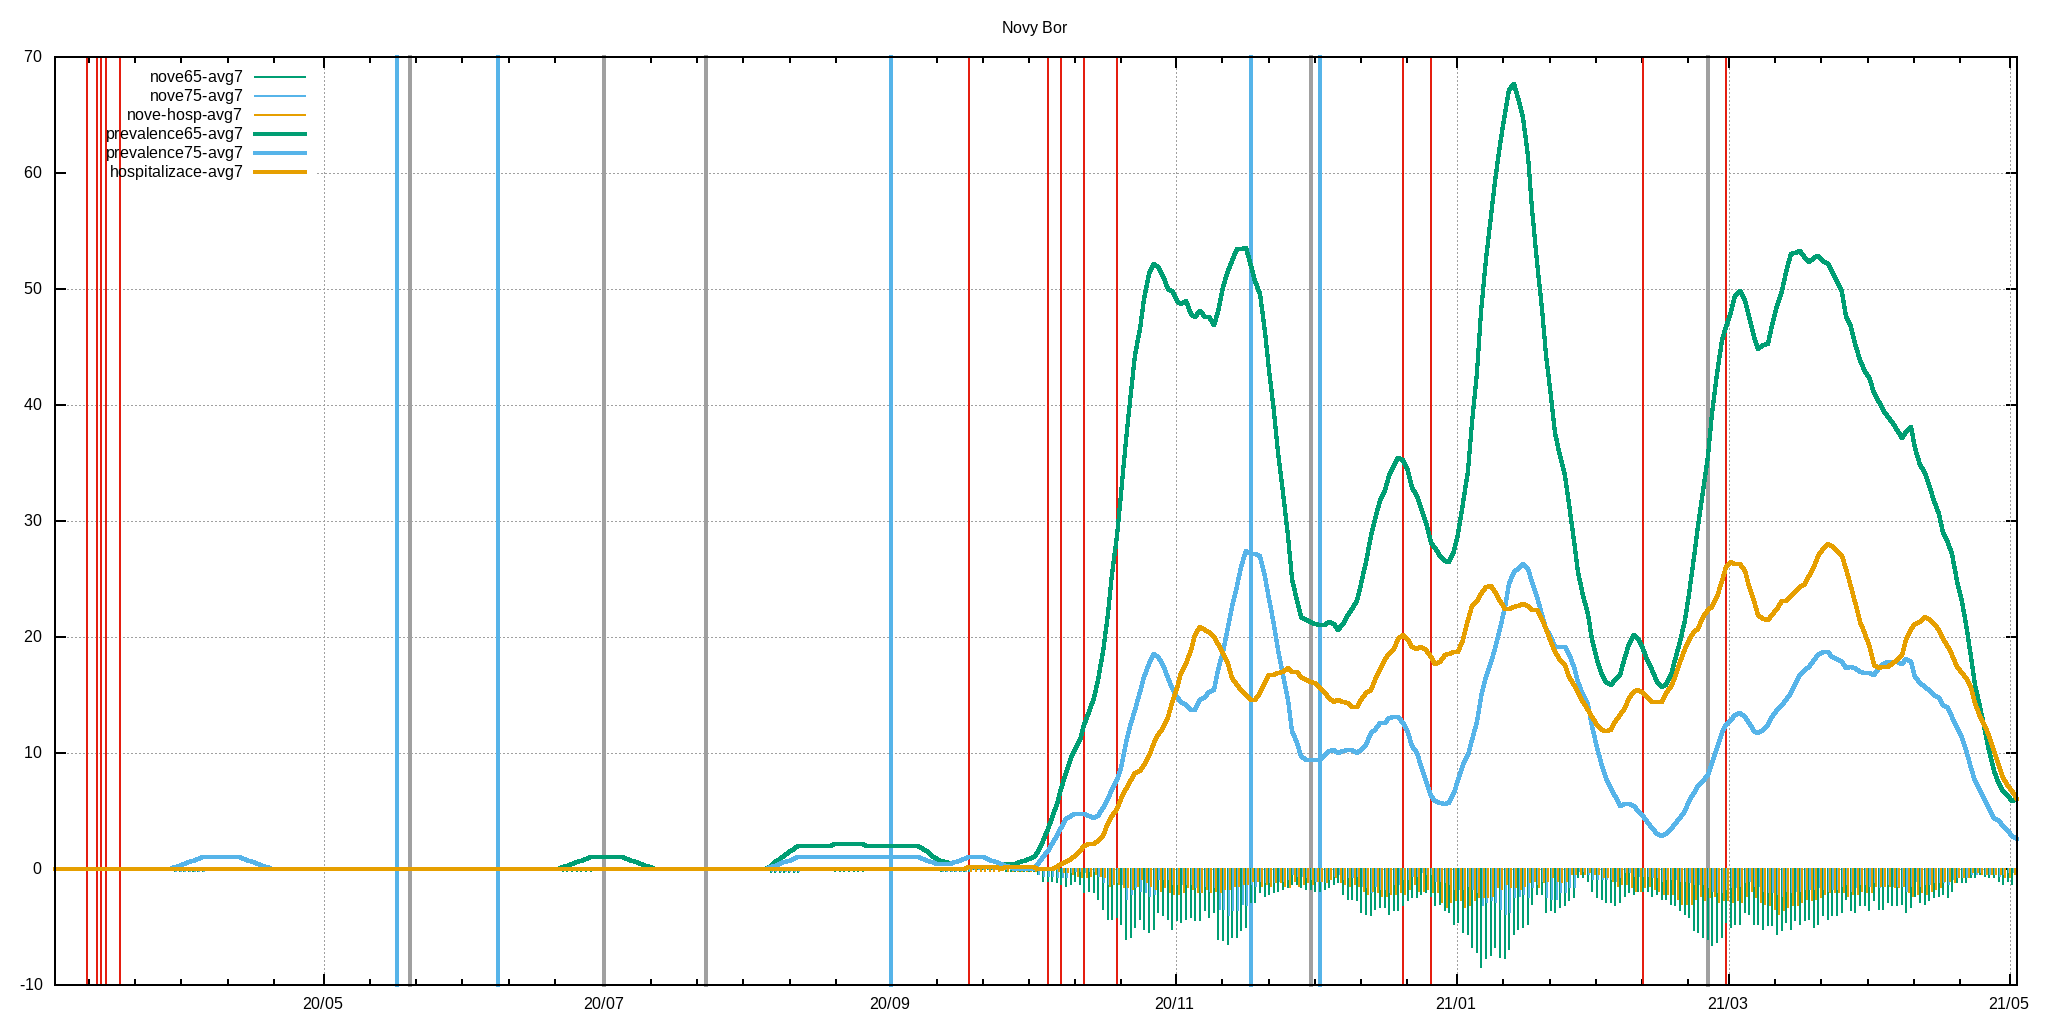 Novy Bor
70
60
50
40
30
20
10
0
-10
nove65-avg7
nove75-avg7
nove-hosp-avg7
prevalence65-avg7
prevalence75-avg7
hospitalizace-avg7
20/05 20/07 20/09 20/11 21/01 21/03 21/05